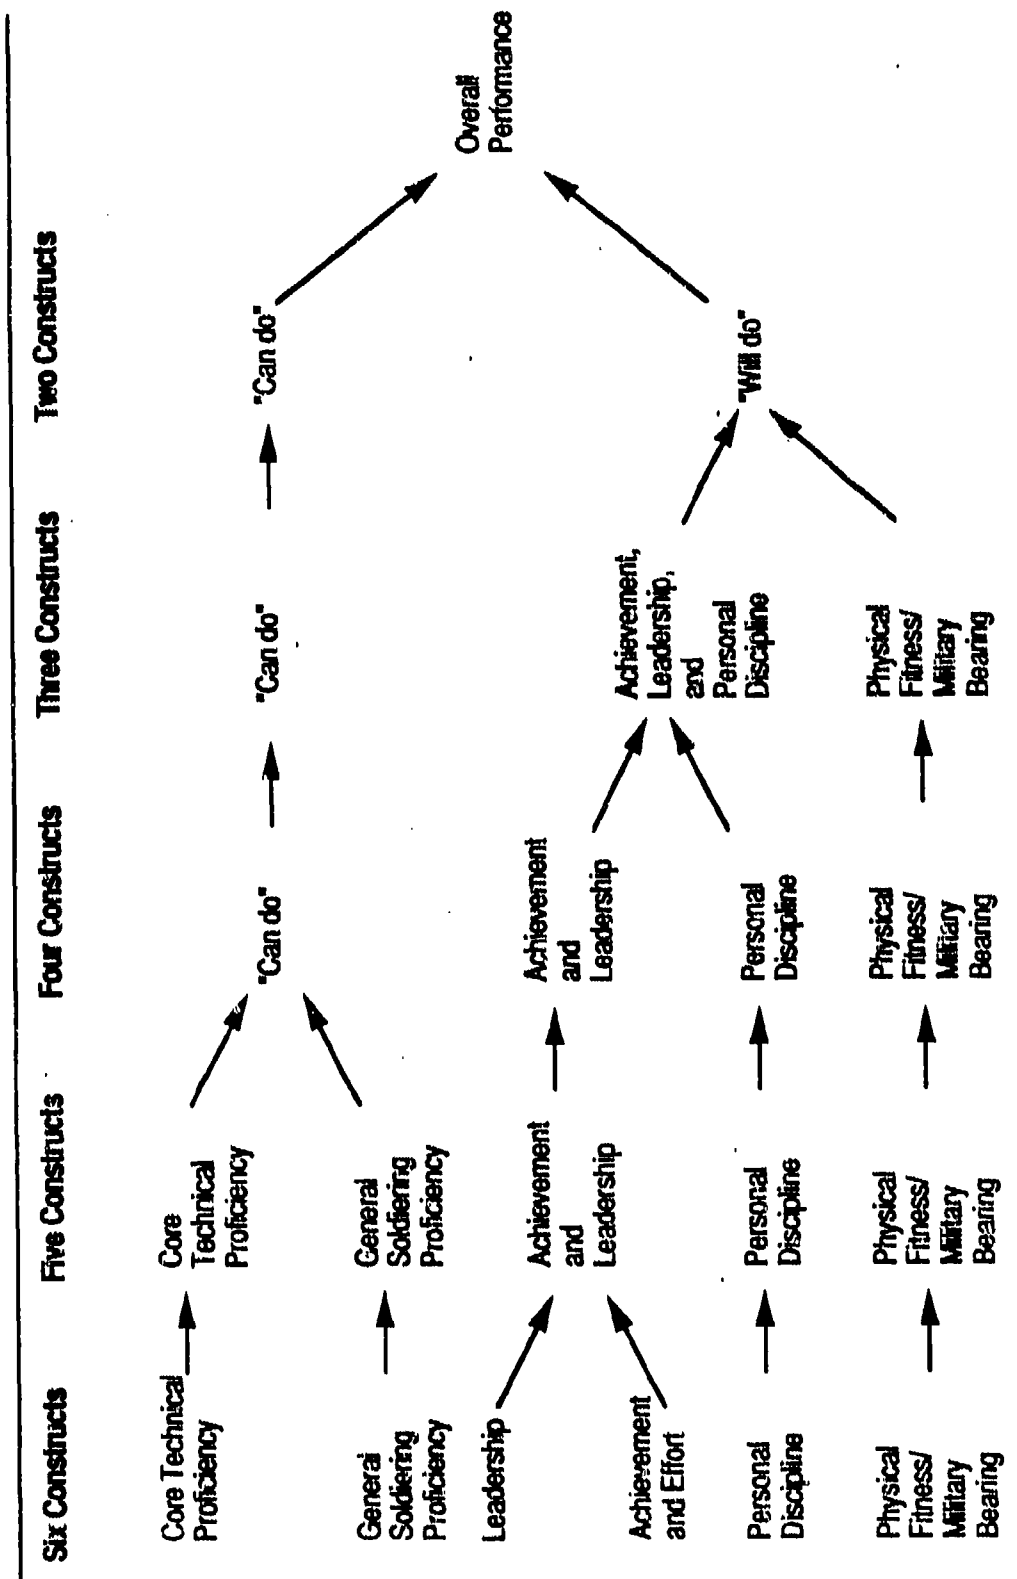 Six Constructs
Five Constructs
Four Constructs
Three Constructs
Two Constructs
Core Technical
Proficiency
General
Soldiering
Proficiency
Leadership
Achievement
and Effort
Personal
Discipline
Physical
Fitness/
Military
Bearing
Core
Technical
Proficiency
General
Soldiering
Proficiency
Achievement
and
Leadership
Personal
Discipline
Physical
Fitness/
Military
Bearing
"Can do"
Achievement
and
Leadership
Personal
Discipline
Physical
Fitness/
Military
Bearing
"Can do"
Achievement,
Leadership,
and
Personal
Discipline
Physical
Fitness/
Military
Bearing
"Can do"
"Will do"
Overall
Performance